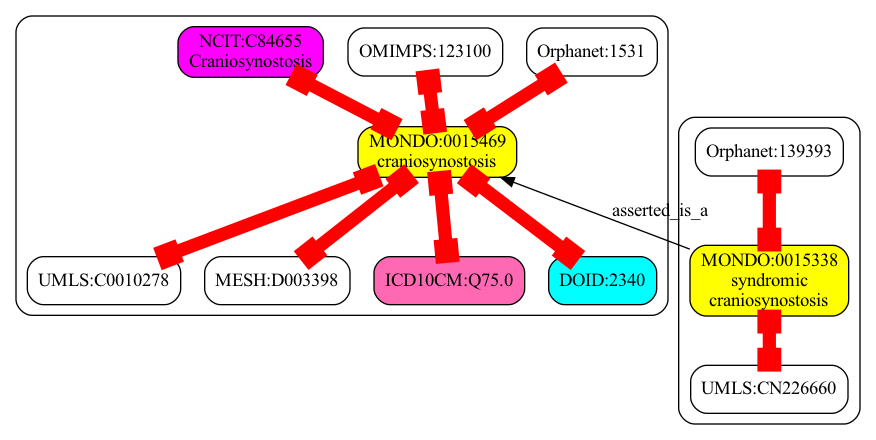 NCIT:C84655
Craniosynostosis
OMIMPS:123100
Orphanet:1531
MONDO:0015469
craniosynostosis
Orphanet:139393
asserted_is_a
UMLS:C0010278
MESH:D003398
ICD10CM:Q75.0
DOID:2340
MONDO:0015338
syndromic
craniosynostosis
UMLS:CN226660